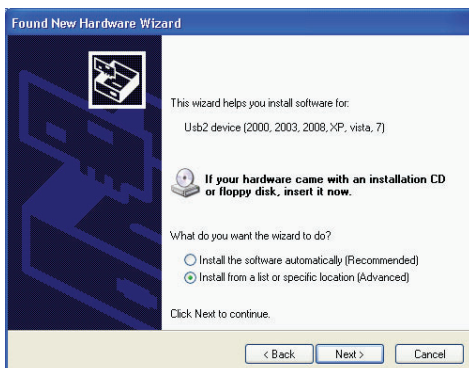 Found New Hardware Wizard
This wizard helps you install software for:
Usb2 device (2000, 2003, 2008, XP, vista, 7)
If your hardware came with an installation CD
or floppy disk, insert it now.
What do you want the wizard to do?
Install the software automatically (Recommended)
Install from a list or specific location (Advanced)
Click Next to continue.
< Back Next > Cancel